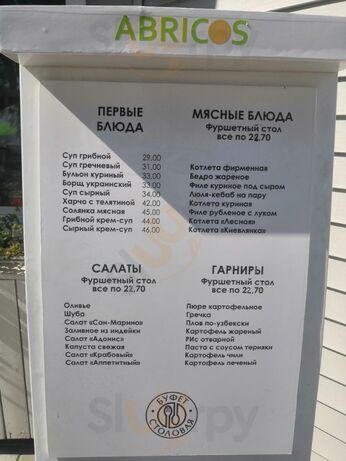 ABRICOS
ПЕРВЫЕ
БЛЮДА
Суп грибной 29,00
Суп гречневый 31,00
Бульон куриный 33,00
Борщ украинский 33,00
Суп сырный 34,00
Харчо с телятиной 42,00
Солянка мясная 45,00
Грибной крем-суп 44,00
Сырный крем-суп 46,00
МЯСНЫЕ БЛЮДА
Фуршетный стол
все по 22,70
Котлета фирменная
Бедро жареное
Филе куриное под сыром
Люля-кебаб на пару
Котлета куриная
Филе рубленое с луком
Котлета «Лесная»
Котлета «Киевлянка»
САЛАТЫ
Фуршетный стол
все по 22,70
Оливье
Шуба
Салат «Сан-Марино»
Заливное из индейки
Салат «Адонис»
Капуста свежая
Салат «Крабовый»
Салат «Аппетитный»
ГАРНИРЫ
Фуршетный стол
все по 22,70
Пюре картофельное
Гречка
Плов по-узбекски
Картофель жареный
РИс отварной
Паста с соусом терияки
Картофель чили
Картофель печеный
БУФЕТ
СТОЛОВАЯ
Sluurpy